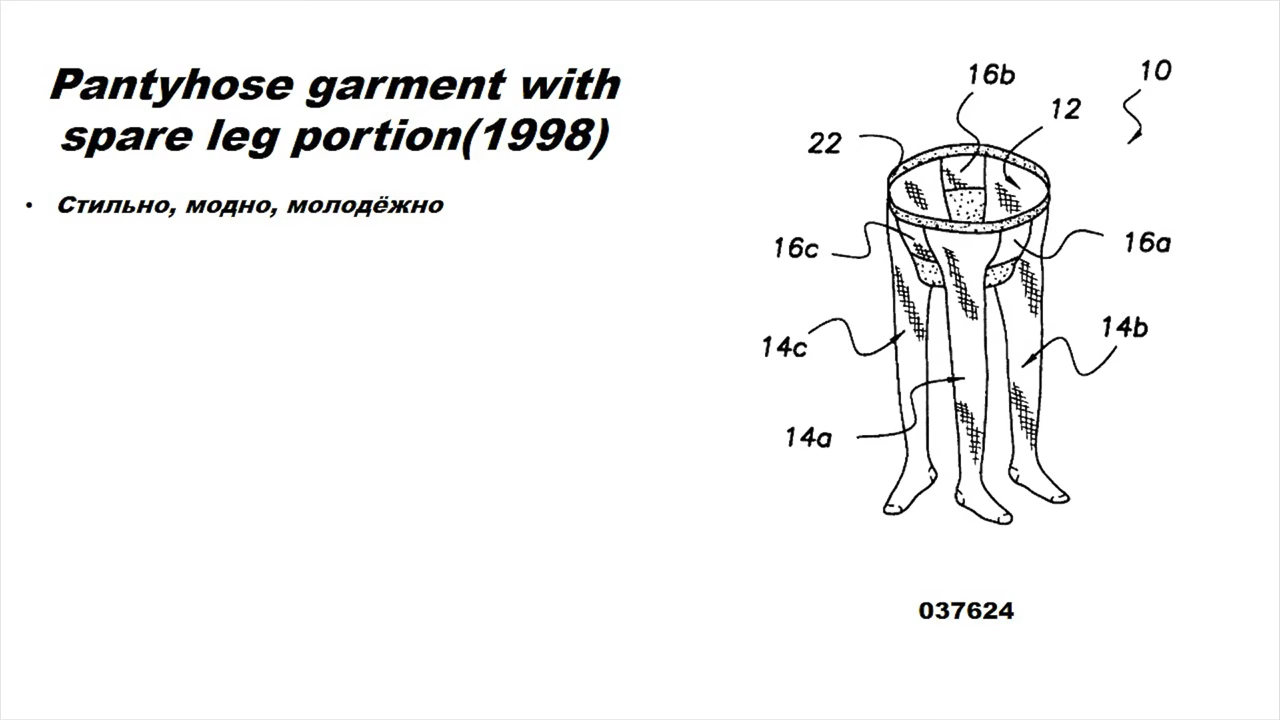 Pantyhose garment with
spare leg portion(1998)
• Стильно, модно, молодёжно
16b
10
12
22
16c
16a
14c
14b
14a
037624